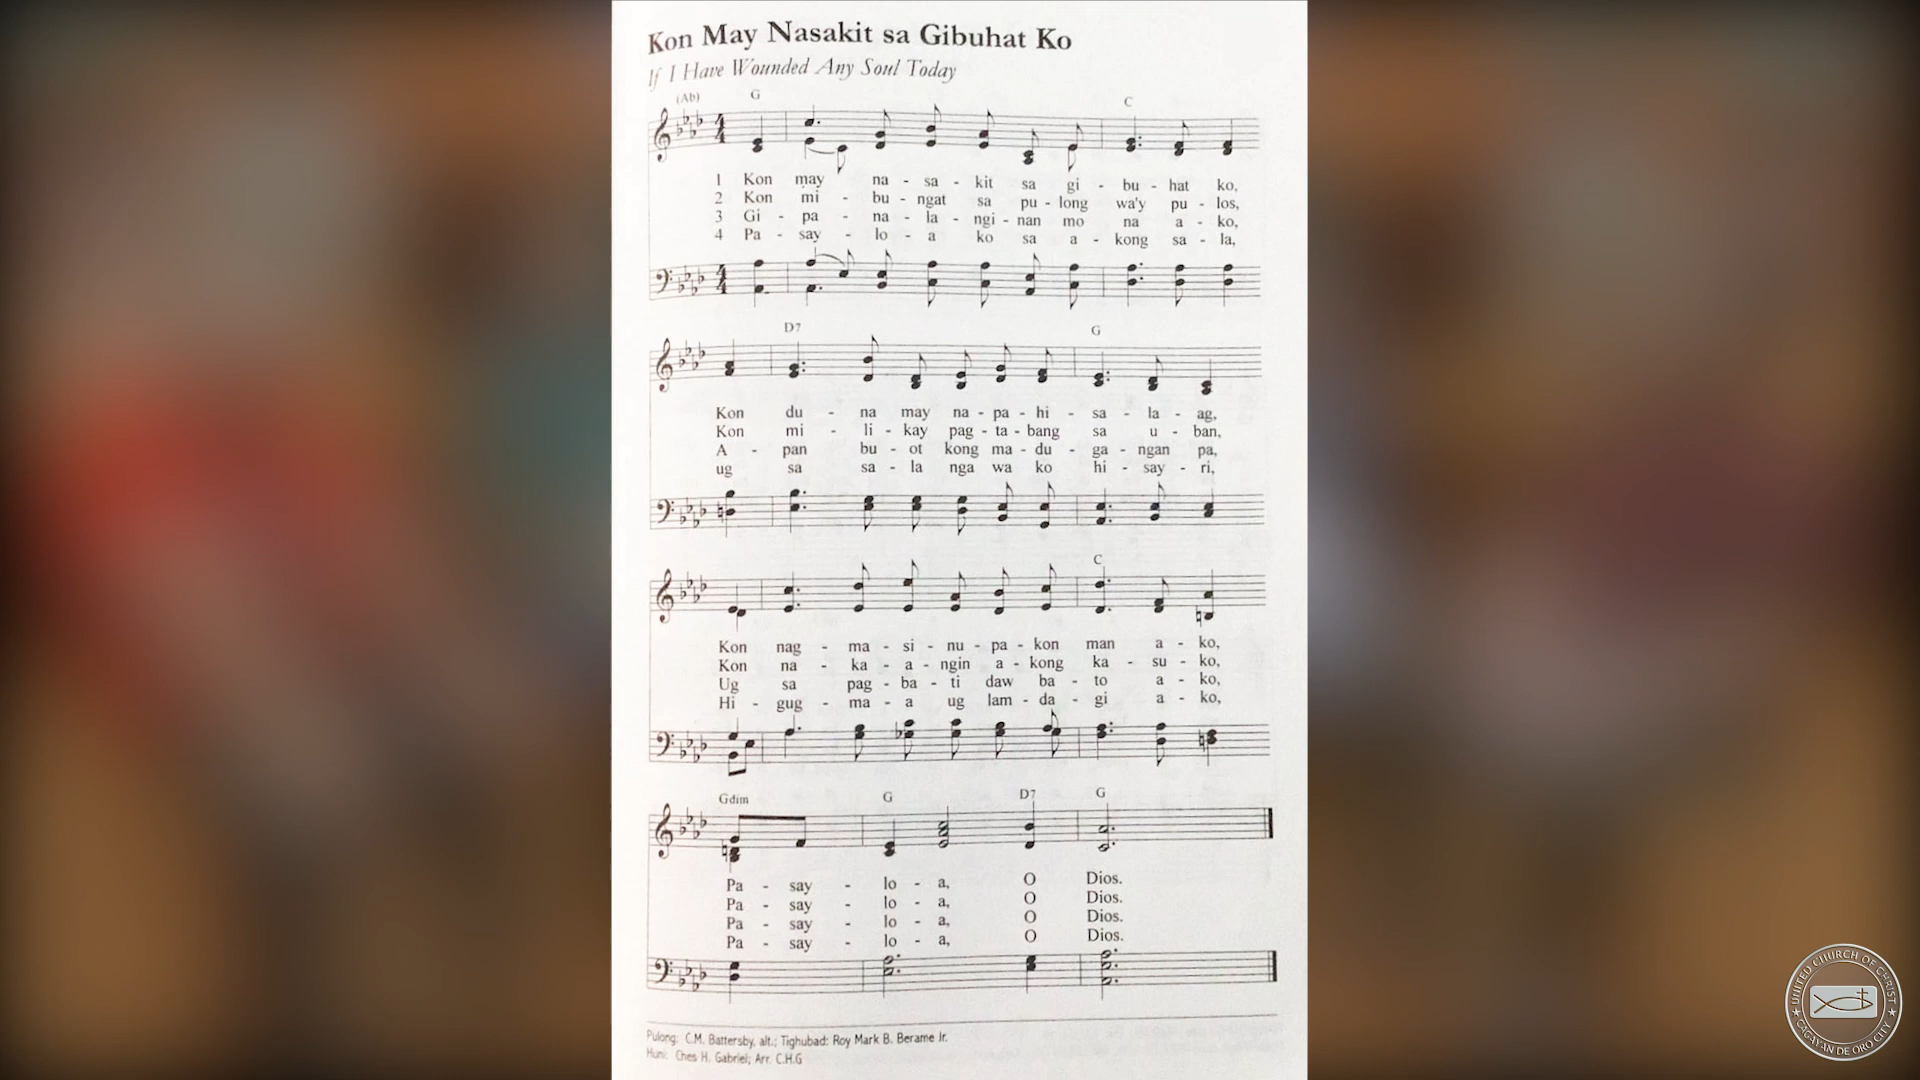 Kon May Nasakit sa Gibuhat Ko
If I Have Wounded Any Soul Today
(Ab) G C
1 Kon may na - sa - kit sa gi - bu - hat ko,
2 Kon mi - bu - ngat sa pu - long wa'y pu - los,
3 Gi - pa - na - la - ngi - nan mo na a - ko,
4 Pa - say - lo - a ko sa a - kong sa - la,
D7 G
Kon du - na may na - pa - hi - sa - la - ag,
Kon mi - li - kay pag - ta - bang sa u - ban,
A - pan bu - ot kong ma - du - ga - ngan pa,
ug sa sa - la nga wa ko hi - say - ri,
C
Kon nag - ma - si - nu - pa - kon man a - ko,
Kon na - ka - a - ngin a - kong ka - su - ko,
Ug sa pag - ba - ti daw ba - to a - ko,
Hi - gug - ma - a ug lam - da - gi a - ko,
Gdim G D7 G
Pa - say - lo - a, O Dios.
Pa - say - lo - a, O Dios.
Pa - say - lo - a, O Dios.
Pa - say - lo - a, O Dios.
Pulong: C.M. Battersby, alt.; Tighubad: Roy Mark B. Berame Jr.
Huni: Ches H. Gabriel; Arr. C.H.G
UNITED CHURCH OF CHRIST
CAGAYAN DE ORO CITY